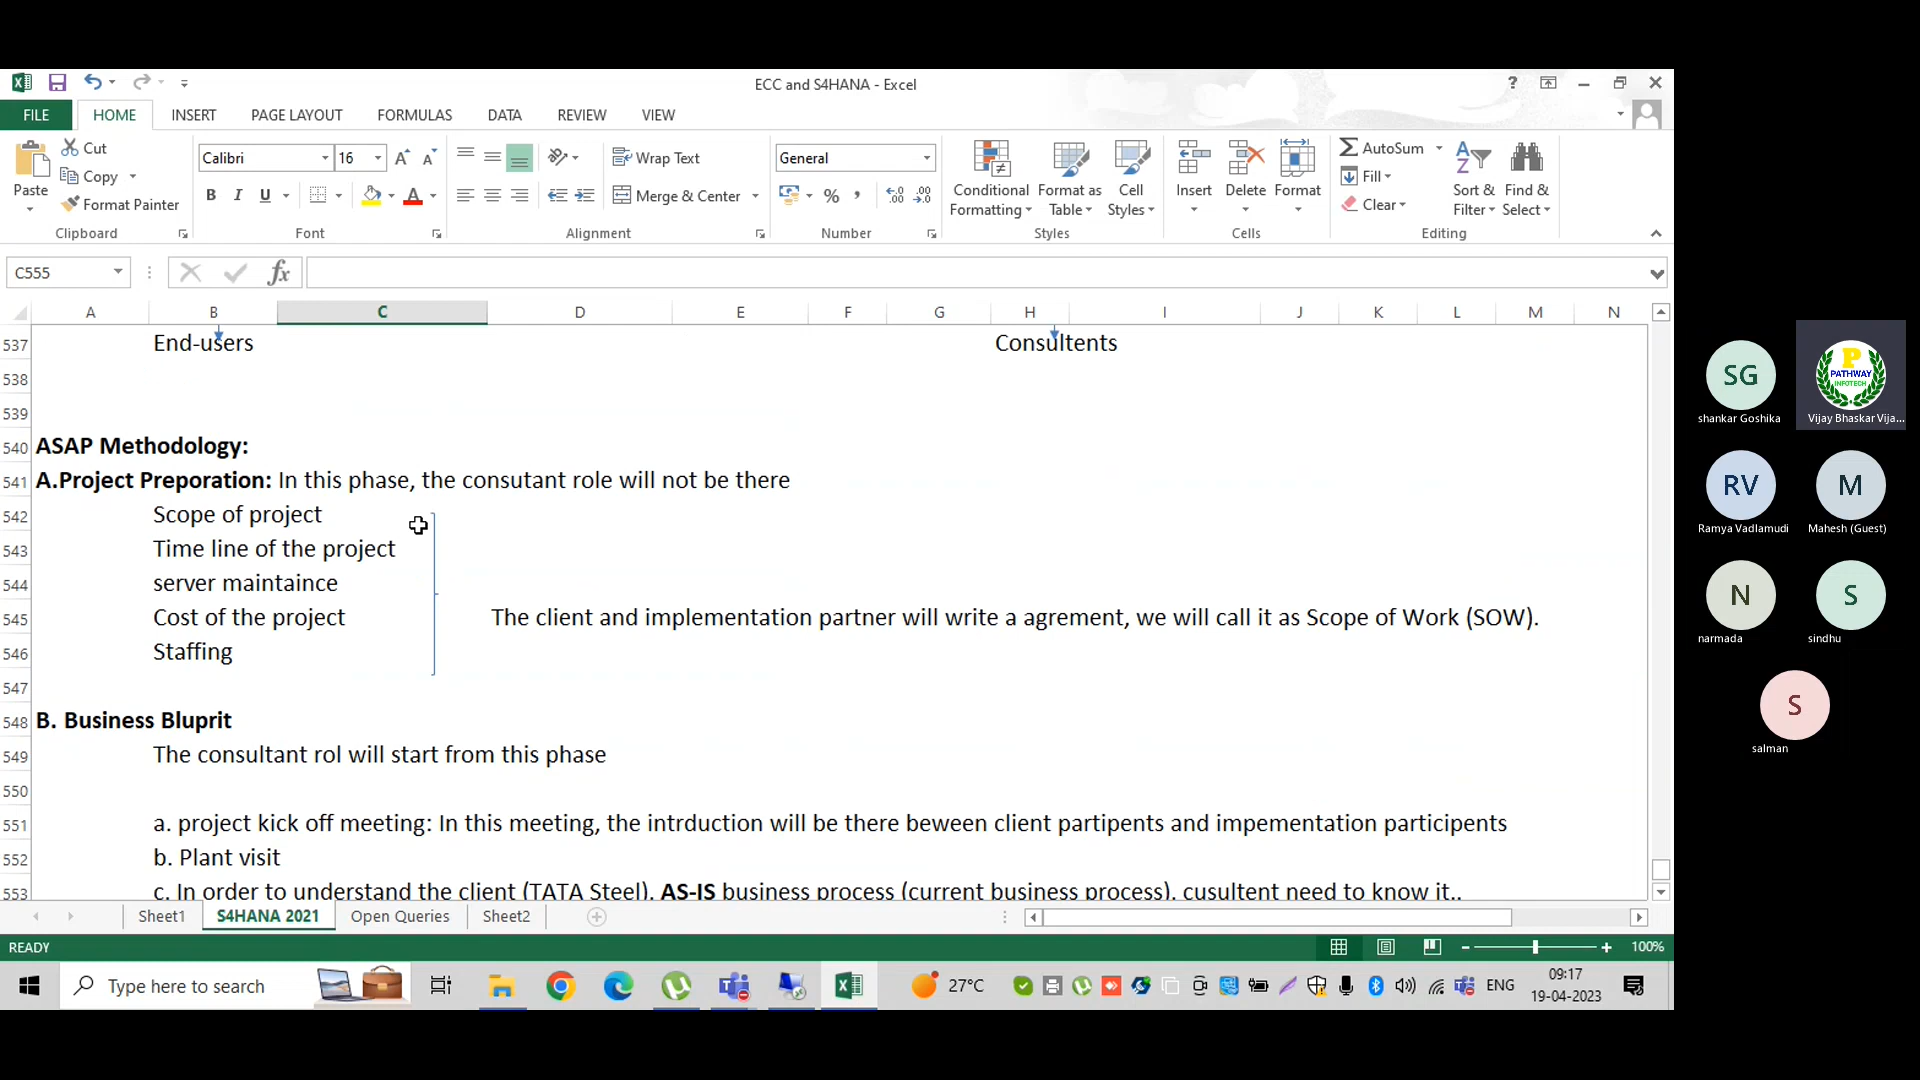 ECC and S4HANA - Excel
FILE HOME INSERT PAGE LAYOUT FORMULAS DATA REVIEW VIEW
Paste
Cut
Copy
Format Painter
Clipboard
Calibri 16
B I U
Font
Wrap Text
Merge & Center
Alignment
General
% ,
Number
Conditional Formatting
Format as Table
Cell Styles
Styles
Insert Delete Format
Cells
AutoSum
Fill
Clear
Sort & Filter
Find & Select
Editing
C555
fx
A B C D E F G H I J K L M N
537 End-users Consultents
538
539
540 ASAP Methodology:
541 A.Project Preporation: In this phase, the consutant role will not be there
542 Scope of project
543 Time line of the project
544 server maintaince
545 Cost of the project The client and implementation partner will write a agrement, we will call it as Scope of Work (SOW).
546 Staffing
547
548 B. Business Bluprit
549 The consultant rol will start from this phase
550
551 a. project kick off meeting: In this meeting, the intrduction will be there beween client partipents and impementation participents
552 b. Plant visit
553 c. In order to understand the client (TATA Steel), AS-IS business process (current business process), cusultent need to know it..
Sheet1 S4HANA 2021 Open Queries Sheet2
READY
100%
Type here to search
27°C
ENG
09:17
19-04-2023
SG
shankar Goshika
P
PATHWAY
INFOTECH
Vijay Bhaskar Vija...
RV
Ramya Vadlamudi
M
Mahesh (Guest)
N
narmada
S
sindhu
S
salman